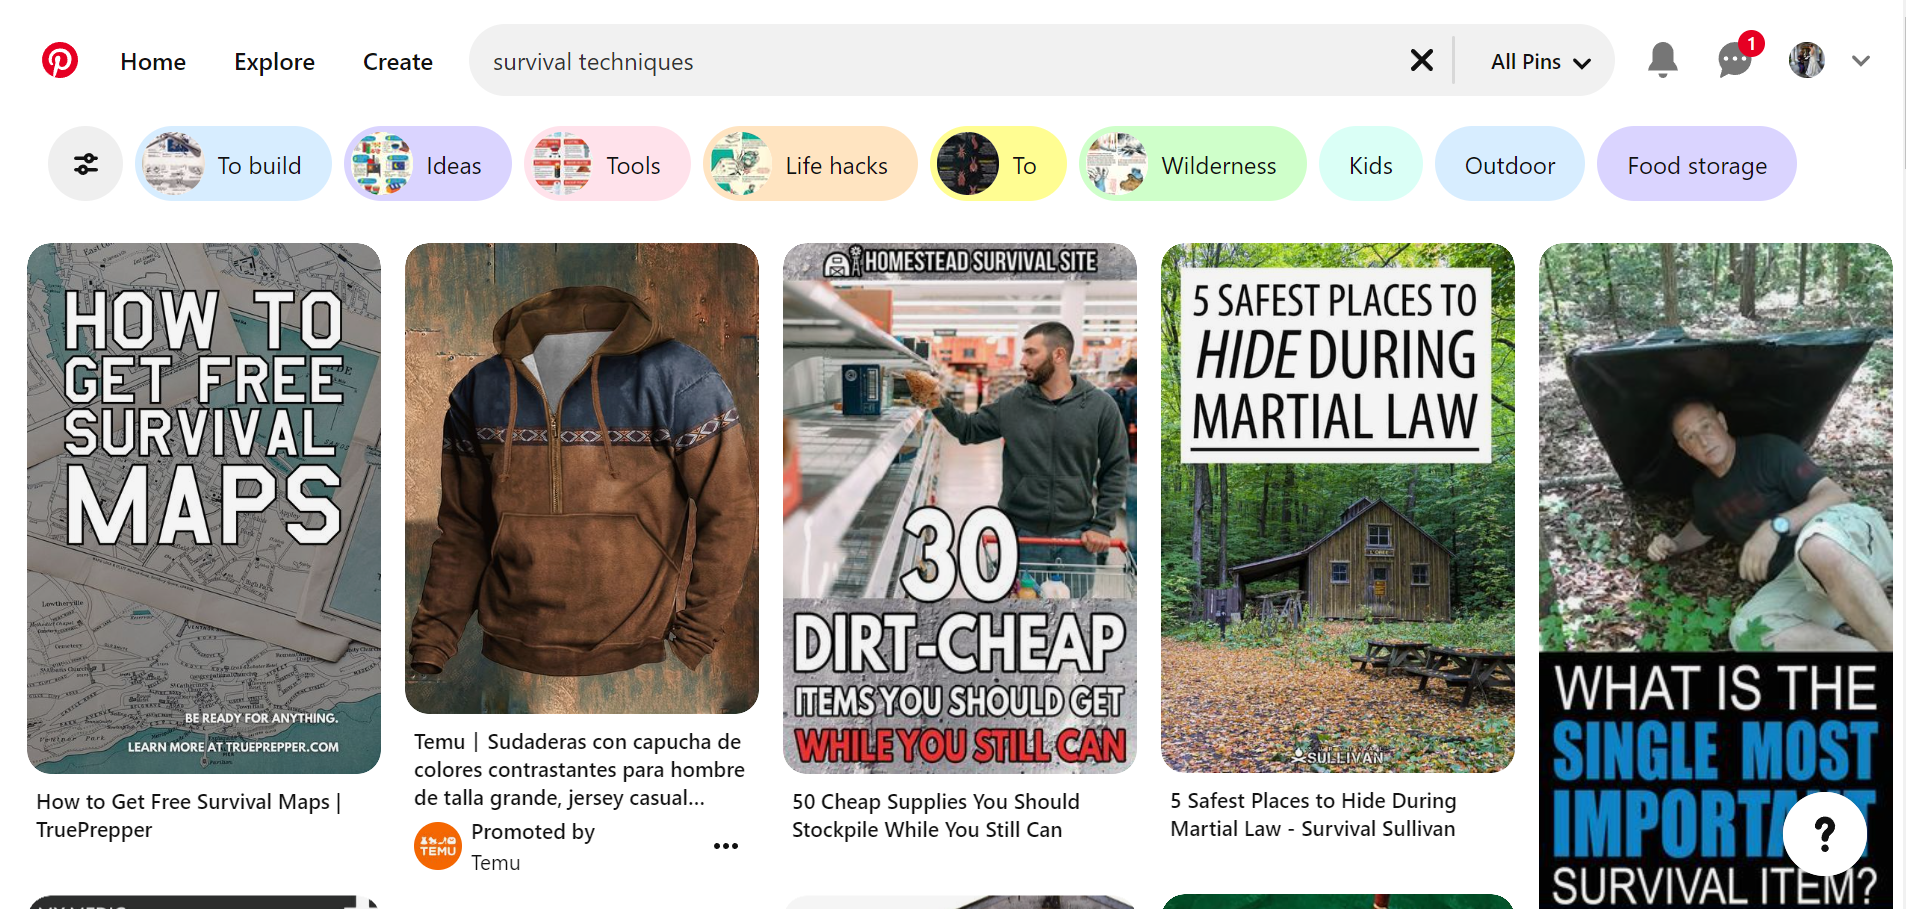 Home
Explore
Create
survival techniques
All Pins
1
To build
Ideas
Tools
Life hacks
To
Wilderness
Kids
Outdoor
Food storage
HOW TO
GET FREE
SURVIVAL
MAPS
BE READY FOR ANYTHING.
LEARN MORE AT TRUEPREPPER.COM
How to Get Free Survival Maps |
TruePrepper
Temu | Sudaderas con capucha de
colores contrastantes para hombre
de talla grande, jersey casual...
TEMU
Promoted by
Temu
HOMESTEAD SURVIVAL SITE
30
DIRT-CHEAP
ITEMS YOU SHOULD GET
WHILE YOU STILL CAN
50 Cheap Supplies You Should
Stockpile While You Still Can
5 SAFEST PLACES TO
HIDE DURING
MARTIAL LAW
SULLIVAN
5 Safest Places to Hide During
Martial Law - Survival Sullivan
WHAT IS THE
SINGLE MOST
IMPORTANT
SURVIVAL ITEM?
?